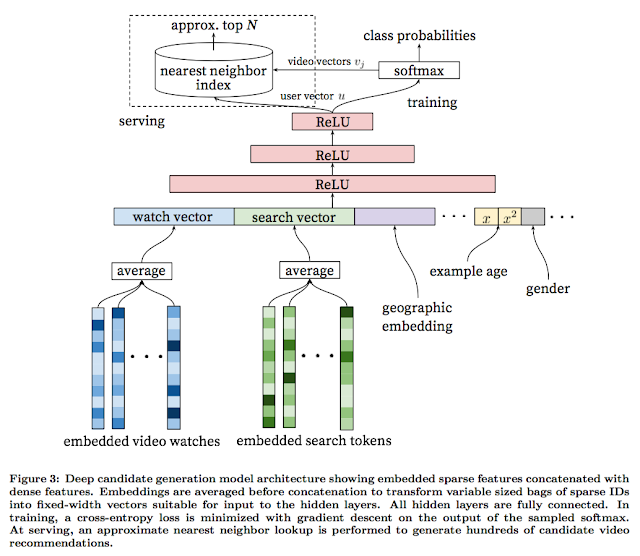 approx. top N
class probabilities
nearest neighbor
index
video vectors vj
softmax
user vector u
serving
training
ReLU
ReLU
ReLU
watch vector
search vector
...
x
x²
...
average
average
example age
gender
geographic
embedding
...
...
embedded video watches
embedded search tokens
Figure 3: Deep candidate generation model architecture showing embedded sparse features concatenated with
dense features. Embeddings are averaged before concatenation to transform variable sized bags of sparse IDs
into fixed-width vectors suitable for input to the hidden layers. All hidden layers are fully connected. In
training, a cross-entropy loss is minimized with gradient descent on the output of the sampled softmax.
At serving, an approximate nearest neighbor lookup is performed to generate hundreds of candidate video
recommendations.